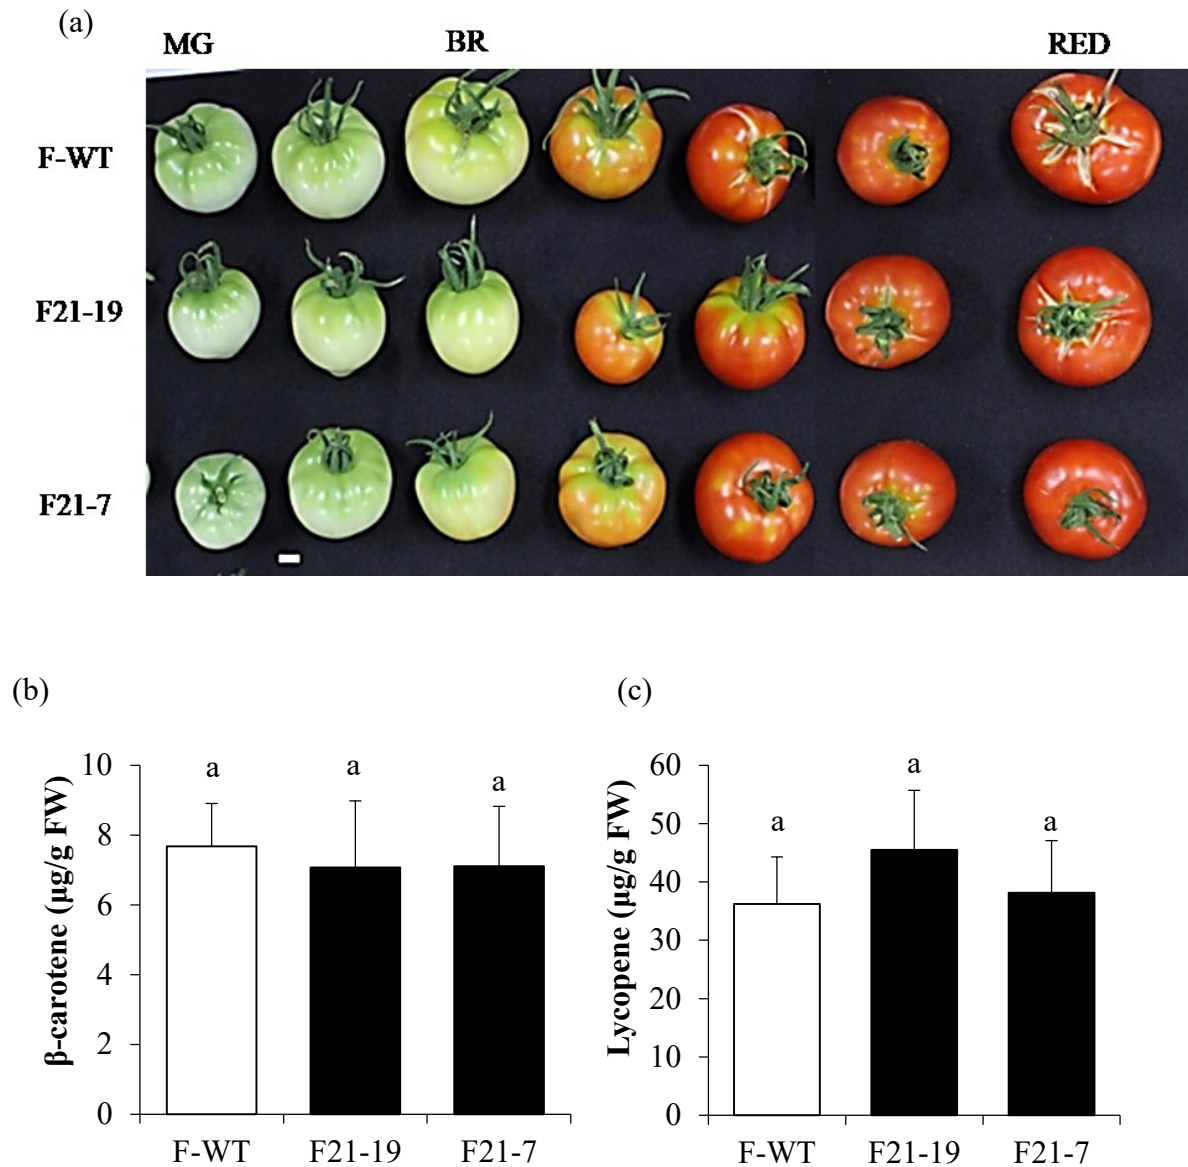 (a)
MG BR RED
F-WT
F21-19
F21-7
(b)
β-carotene (µg/g FW)
10
8
6
4
2
0
a a a
F-WT F21-19 F21-7
(c)
Lycopene (µg/g FW)
60
50
40
30
20
10
0
a a a
F-WT F21-19 F21-7